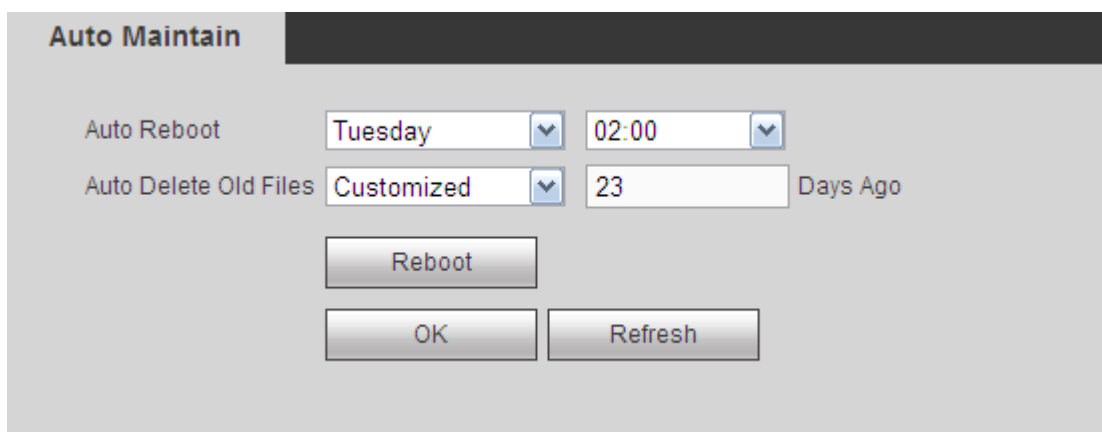 Auto Maintain
Auto Reboot Tuesday 02:00
Auto Delete Old Files Customized 23 Days Ago
Reboot
OK Refresh